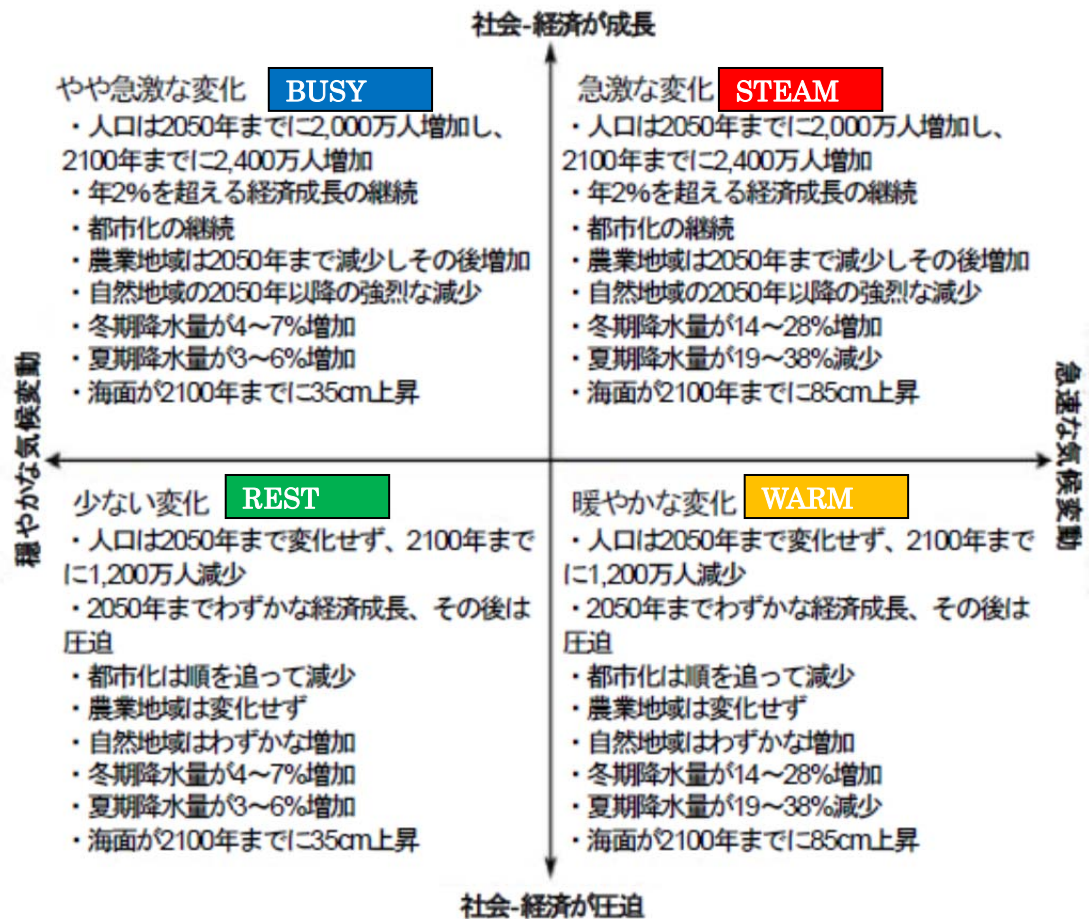 社会-経済が成長
やや急激な変化 BUSY
・人口は2050年までに2,000万人増加し、
2100年までに2,400万人増加
・年2%を超える経済成長の継続
・都市化の継続
・農業地域は2050年まで減少しその後増加
・自然地域の2050年以降の強烈な減少
・冬期降水量が4～7%増加
・夏期降水量が3～6%増加
・海面が2100年までに35cm上昇
急激な変化 STEAM
・人口は2050年までに2,000万人増加し、
2100年までに2,400万人増加
・年2%を超える経済成長の継続
・都市化の継続
・農業地域は2050年まで減少しその後増加
・自然地域の2050年以降の強烈な減少
・冬期降水量が14～28%増加
・夏期降水量が19～38%減少
・海面が2100年までに85cm上昇
穏やかな気候変動
急速な気候変動
少ない変化 REST
・人口は2050年まで変化せず、2100年まで
に1,200万人減少
・2050年までわずかな経済成長、その後は
圧迫
・都市化は順を追って減少
・農業地域は変化せず
・自然地域はわずかな増加
・冬期降水量が4～7%増加
・夏期降水量が3～6%増加
・海面が2100年までに35cm上昇
暖やかな変化 WARM
・人口は2050年まで変化せず、2100年まで
に1,200万人減少
・2050年までわずかな経済成長、その後は
圧迫
・都市化は順を追って減少
・農業地域は変化せず
・自然地域はわずかな増加
・冬期降水量が14～28%増加
・夏期降水量が19～38%減少
・海面が2100年までに85cm上昇
社会-経済が圧迫